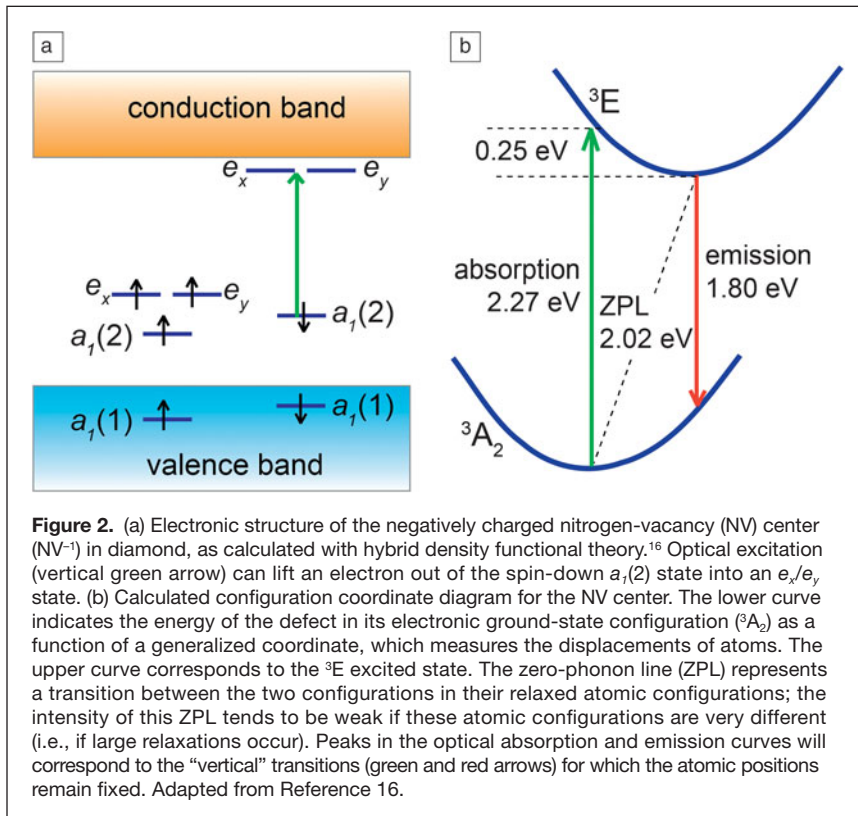 a
conduction band
eₓ
e_y
eₓ
e_y
a₁(2)
a₁(2)
a₁(1)
a₁(1)
valence band
b
³E
0.25 eV
absorption
2.27 eV
ZPL
2.02 eV
emission
1.80 eV
³A₂
Figure 2. (a) Electronic structure of the negatively charged nitrogen-vacancy (NV) center
(NV⁻¹) in diamond, as calculated with hybrid density functional theory.¹⁶ Optical excitation
(vertical green arrow) can lift an electron out of the spin-down a₁(2) state into an eₓ/e_y
state. (b) Calculated configuration coordinate diagram for the NV center. The lower curve
indicates the energy of the defect in its electronic ground-state configuration (³A₂) as a
function of a generalized coordinate, which measures the displacements of atoms. The
upper curve corresponds to the ³E excited state. The zero-phonon line (ZPL) represents
a transition between the two configurations in their relaxed atomic configurations; the
intensity of this ZPL tends to be weak if these atomic configurations are very different
(i.e., if large relaxations occur). Peaks in the optical absorption and emission curves will
correspond to the “vertical” transitions (green and red arrows) for which the atomic positions
remain fixed. Adapted from Reference 16.